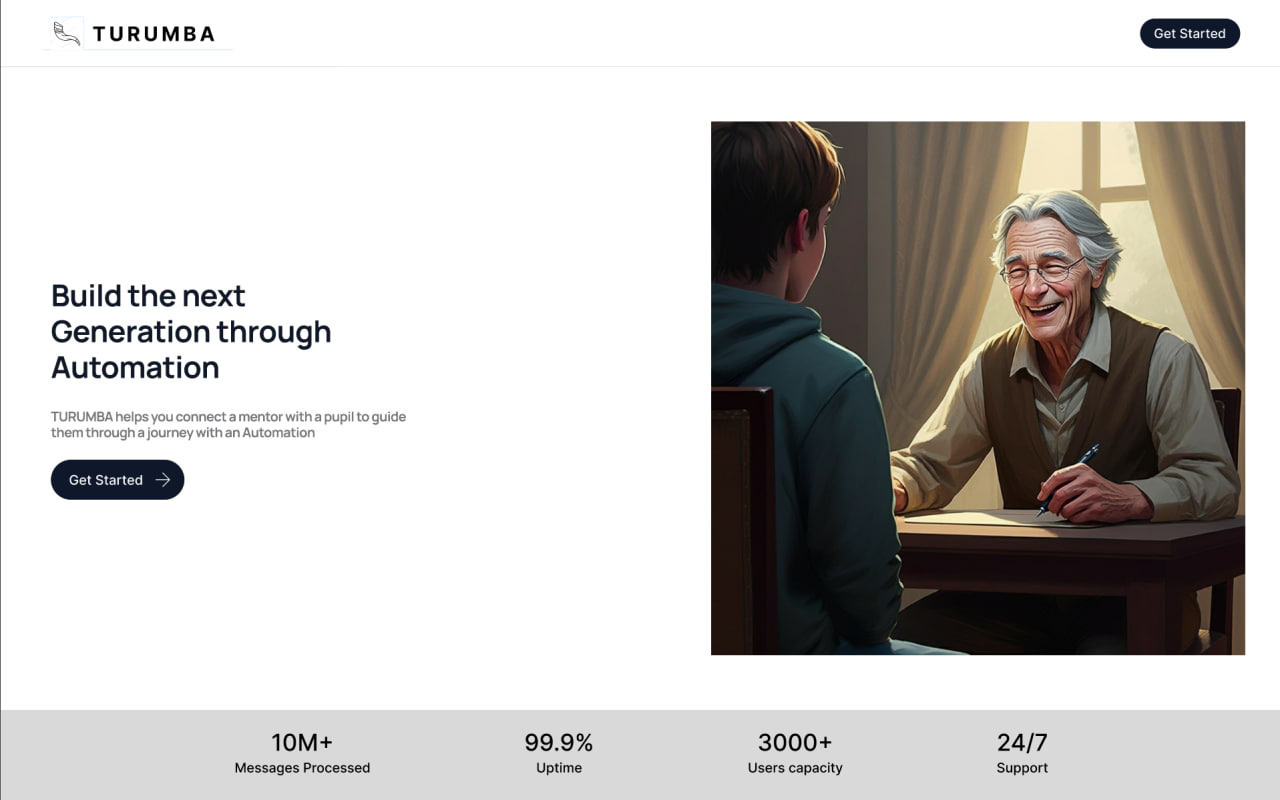 TURUMBA
Get Started
Build the next
Generation through
Automation
TURUMBA helps you connect a mentor with a pupil to guide
them through a journey with an Automation
Get Started
10M+
Messages Processed
99.9%
Uptime
3000+
Users capacity
24/7
Support